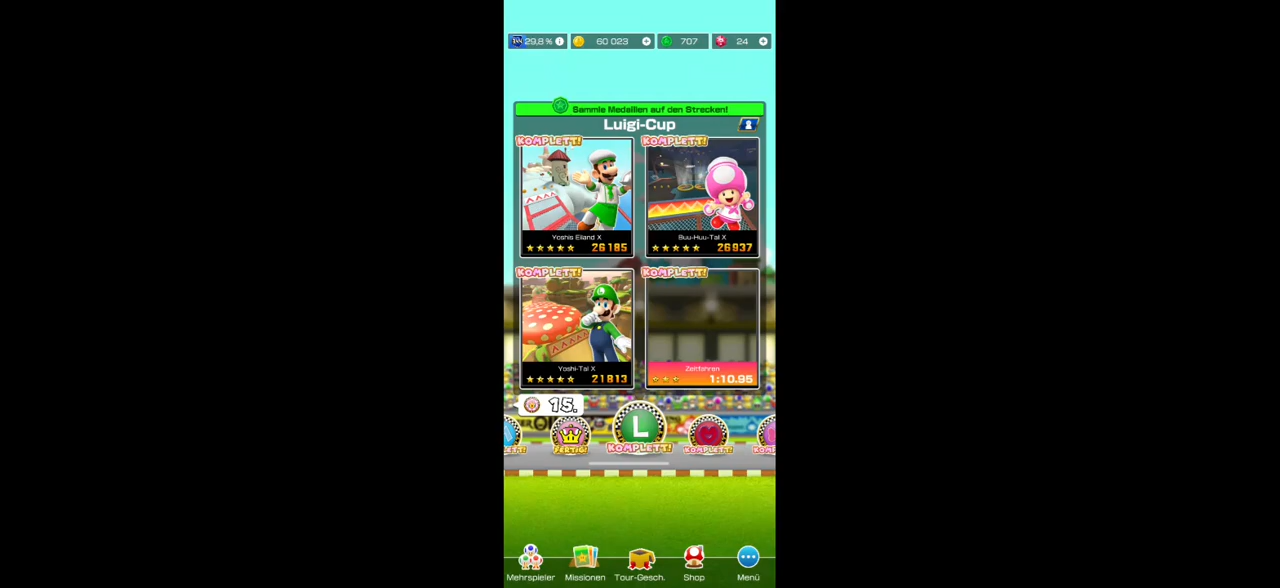 29,8 %
60 023
707
24
Sammle Medaillen auf den Strecken!
Luigi-Cup
KOMPLETT!
KOMPLETT!
Yoshis Eiland X
26185
Buu-Huu-Tal X
26937
KOMPLETT!
KOMPLETT!
Yoshi-Tal X
21813
Zeitfahren
1:10.95
15.
L
FERTIG!
KOMPLETT!
KOMPLETT!
Mehrspieler
Missionen
Tour-Gesch.
Shop
Menü